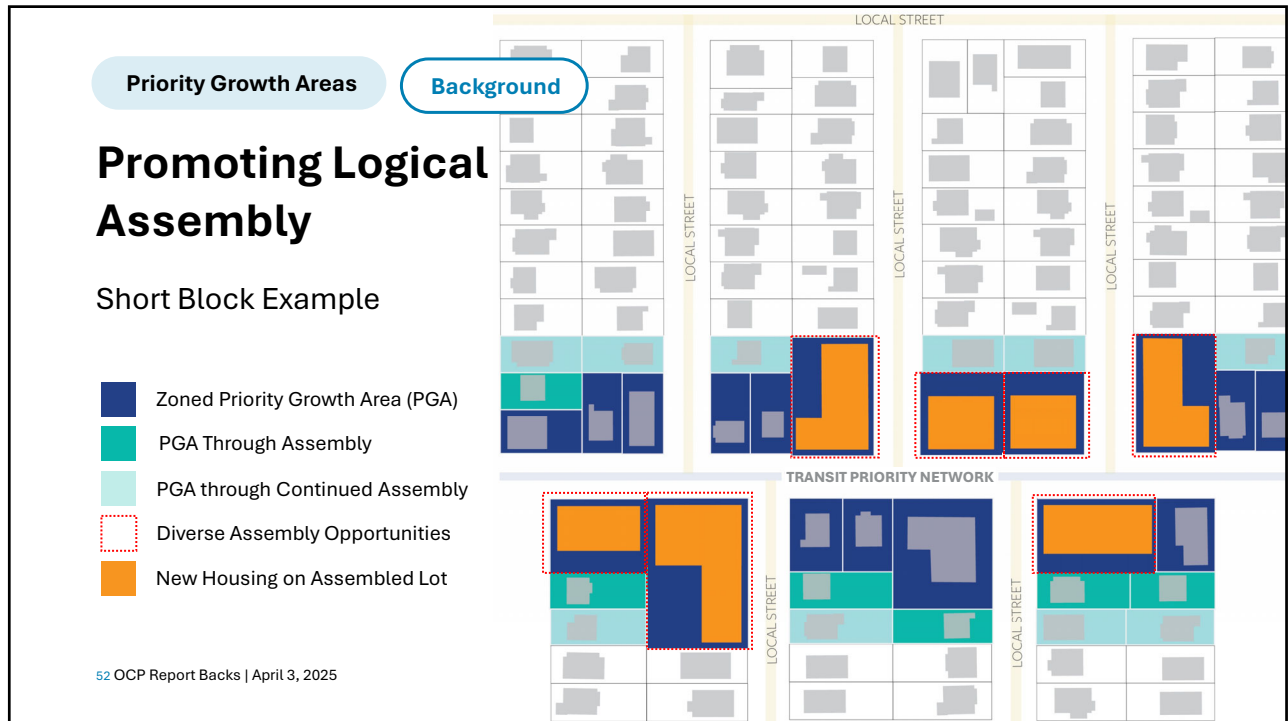 Priority Growth Areas
Background
Promoting Logical
Assembly
Short Block Example
Zoned Priority Growth Area (PGA)
PGA Through Assembly
PGA through Continued Assembly
Diverse Assembly Opportunities
New Housing on Assembled Lot
52 OCP Report Backs | April 3, 2025
LOCAL STREET
LOCAL STREET
LOCAL STREET
LOCAL STREET
TRANSIT PRIORITY NETWORK
LOCAL STREET
LOCAL STREET